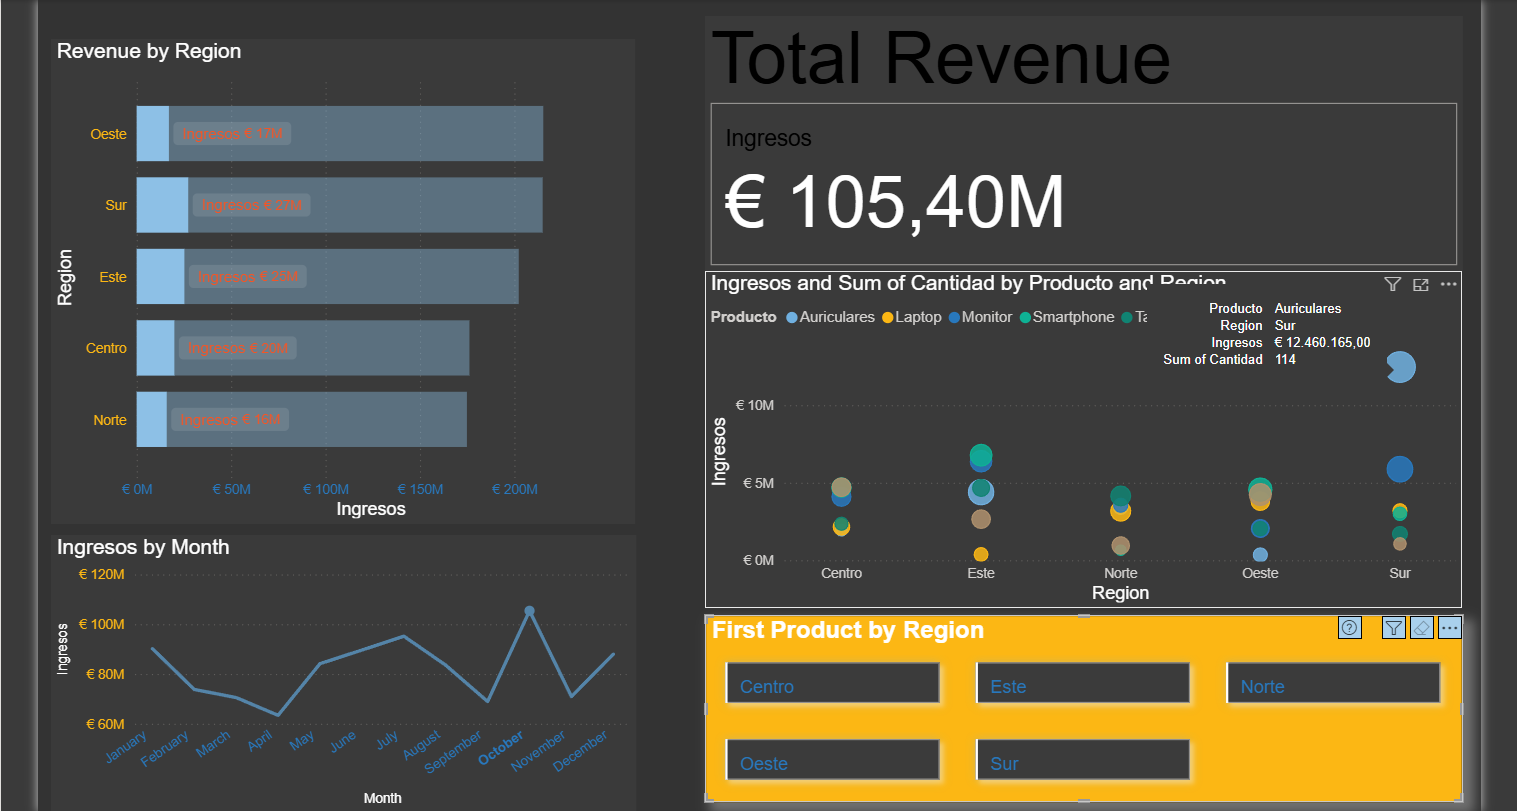 Revenue by Region
Oeste
Ingresos € 17M
Sur
Ingresos € 27M
Este
Ingresos € 25M
Centro
Ingresos € 20M
Norte
Ingresos € 16M
Region
€ 0M
€ 50M
€ 100M
€ 150M
€ 200M
Ingresos
Ingresos by Month
€ 120M
€ 100M
€ 80M
€ 60M
Ingresos
January
February
March
April
May
June
July
August
September
October
November
December
Month
Total Revenue
Ingresos
€ 105,40M
Ingresos and Sum of Cantidad by Producto and Region
Producto Auriculares Laptop Monitor Smartphone Ta
Producto Auriculares
Region Sur
Ingresos € 12.460.165,00
Sum of Cantidad 114
€ 10M
€ 5M
€ 0M
Ingresos
Centro
Este
Norte
Oeste
Sur
Region
First Product by Region
Centro
Este
Norte
Oeste
Sur